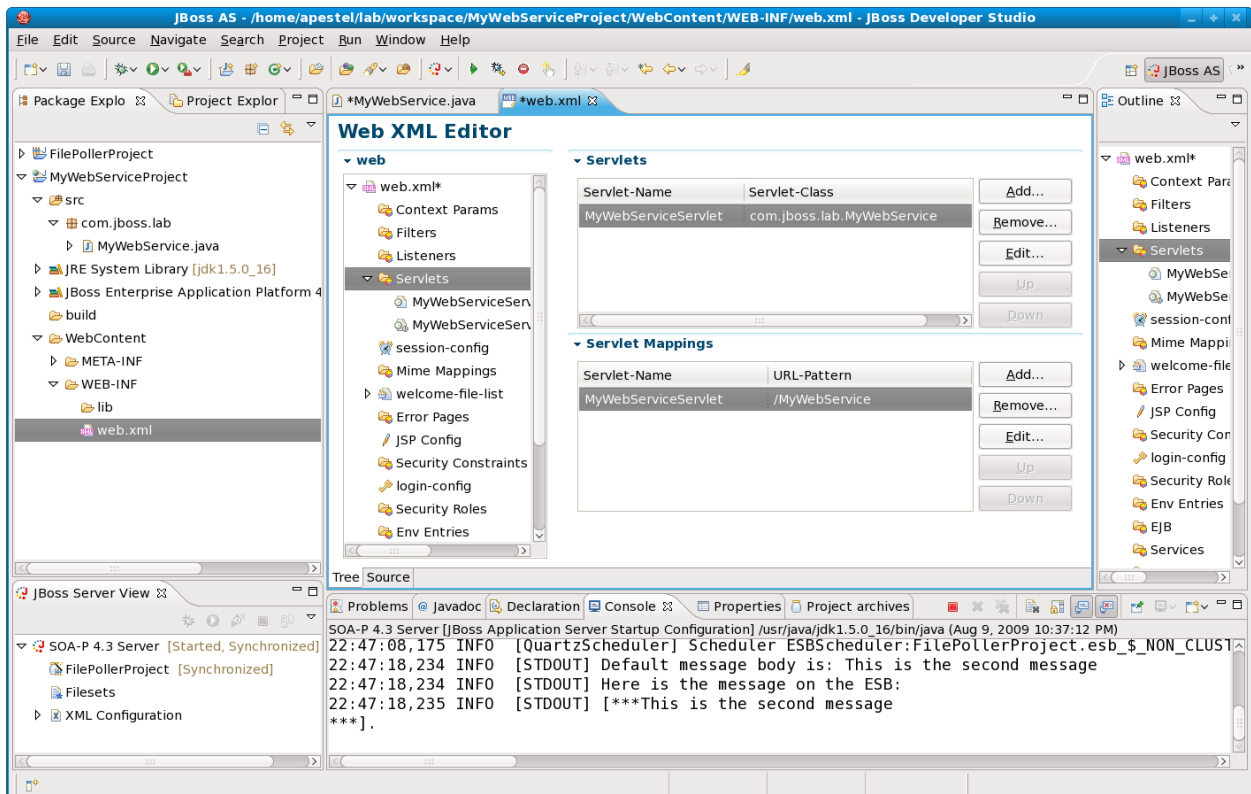 JBoss AS - /home/apestel/lab/workspace/MyWebServiceProject/WebContent/WEB-INF/web.xml - JBoss Developer Studio
File Edit Source Navigate Search Project Run Window Help
JBoss AS
Package Explo
Project Explor
FilePollerProject
MyWebServiceProject
src
com.jboss.lab
MyWebService.java
JRE System Library [jdk1.5.0_16]
JBoss Enterprise Application Platform 4
build
WebContent
META-INF
WEB-INF
lib
web.xml
*MyWebService.java
*web.xml
Web XML Editor
web
web.xml*
Context Params
Filters
Listeners
Servlets
MyWebServiceServ
MyWebServiceServ
session-config
Mime Mappings
welcome-file-list
Error Pages
JSP Config
Security Constraints
login-config
Security Roles
Env Entries
Tree Source
Servlets
Servlet-Name Servlet-Class
MyWebServiceServlet com.jboss.lab.MyWebService
Add...
Remove...
Edit...
Up
Down
Servlet Mappings
Servlet-Name URL-Pattern
MyWebServiceServlet /MyWebService
Add...
Remove...
Edit...
Up
Down
Outline
web.xml*
Context Para
Filters
Listeners
Servlets
MyWebSer
MyWebSer
session-conf
Mime Mappi
welcome-file
Error Pages
JSP Config
Security Con
login-config
Security Role
Env Entries
EJB
Services
JBoss Server View
SOA-P 4.3 Server [Started, Synchronized]
FilePollerProject [Synchronized]
Filesets
XML Configuration
Problems Javadoc Declaration Console Properties Project archives
SOA-P 4.3 Server [JBoss Application Server Startup Configuration] /usr/java/jdk1.5.0_16/bin/java (Aug 9, 2009 10:37:12 PM)
22:47:08,175 INFO [QuartzScheduler] Scheduler ESBScheduler:FilePollerProject.esb_$_NON_CLUST
22:47:18,234 INFO [STDOUT] Default message body is: This is the second message
22:47:18,234 INFO [STDOUT] Here is the message on the ESB:
22:47:18,235 INFO [STDOUT] [***This is the second message
***].